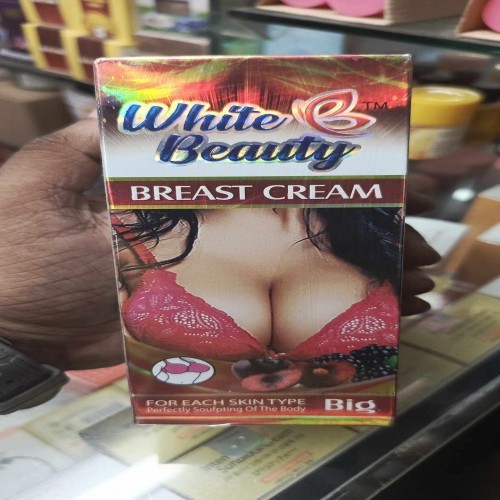 White
Beauty
TM
BREAST CREAM
FOR EACH SKIN TYPE
Perfectly Soulpting Of The Body
Big